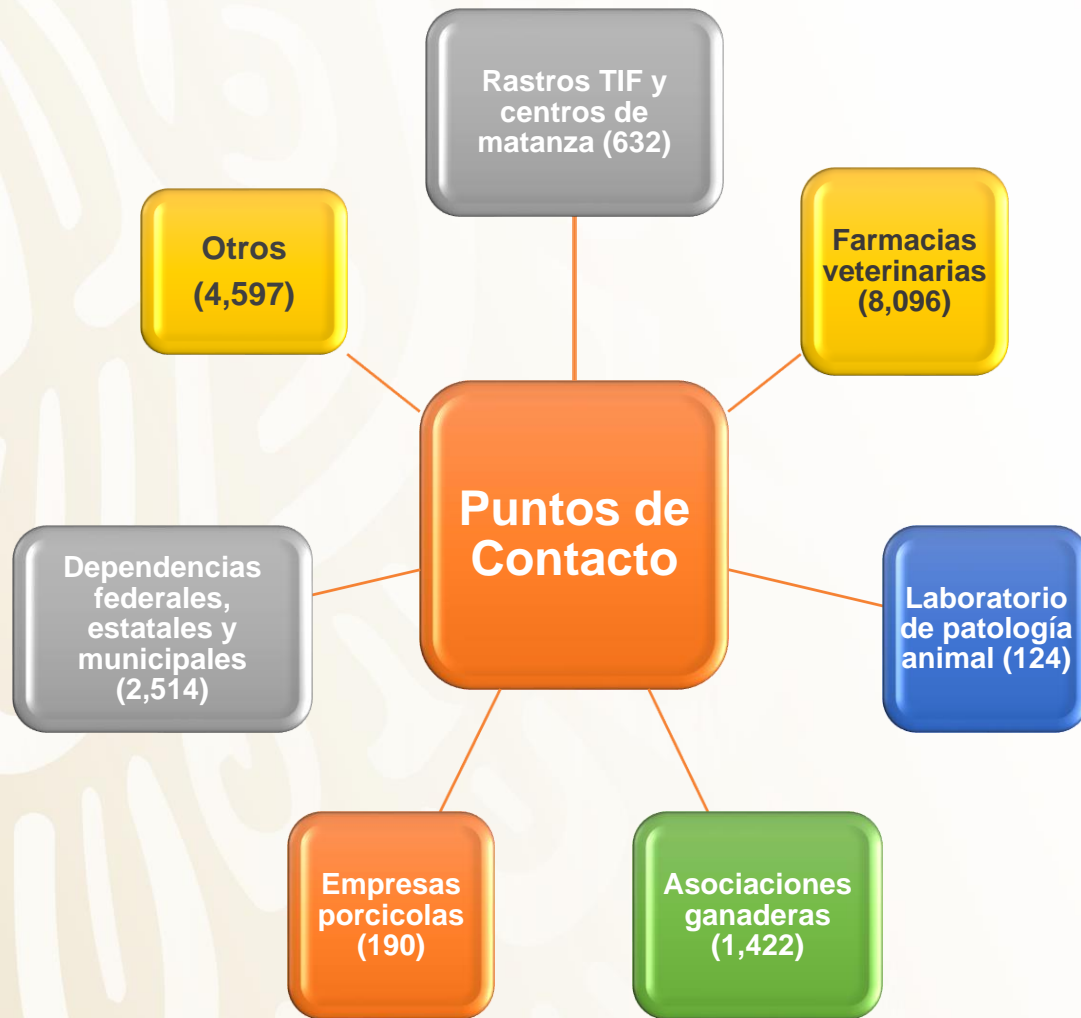 Rastros TIF y
centros de
matanza (632)
Otros
(4,597)
Farmacias
veterinarias
(8,096)
Puntos de
Contacto
Dependencias
federales,
estatales y
municipales
(2,514)
Laboratorio
de patología
animal (124)
Empresas
porcicolas
(190)
Asociaciones
ganaderas
(1,422)